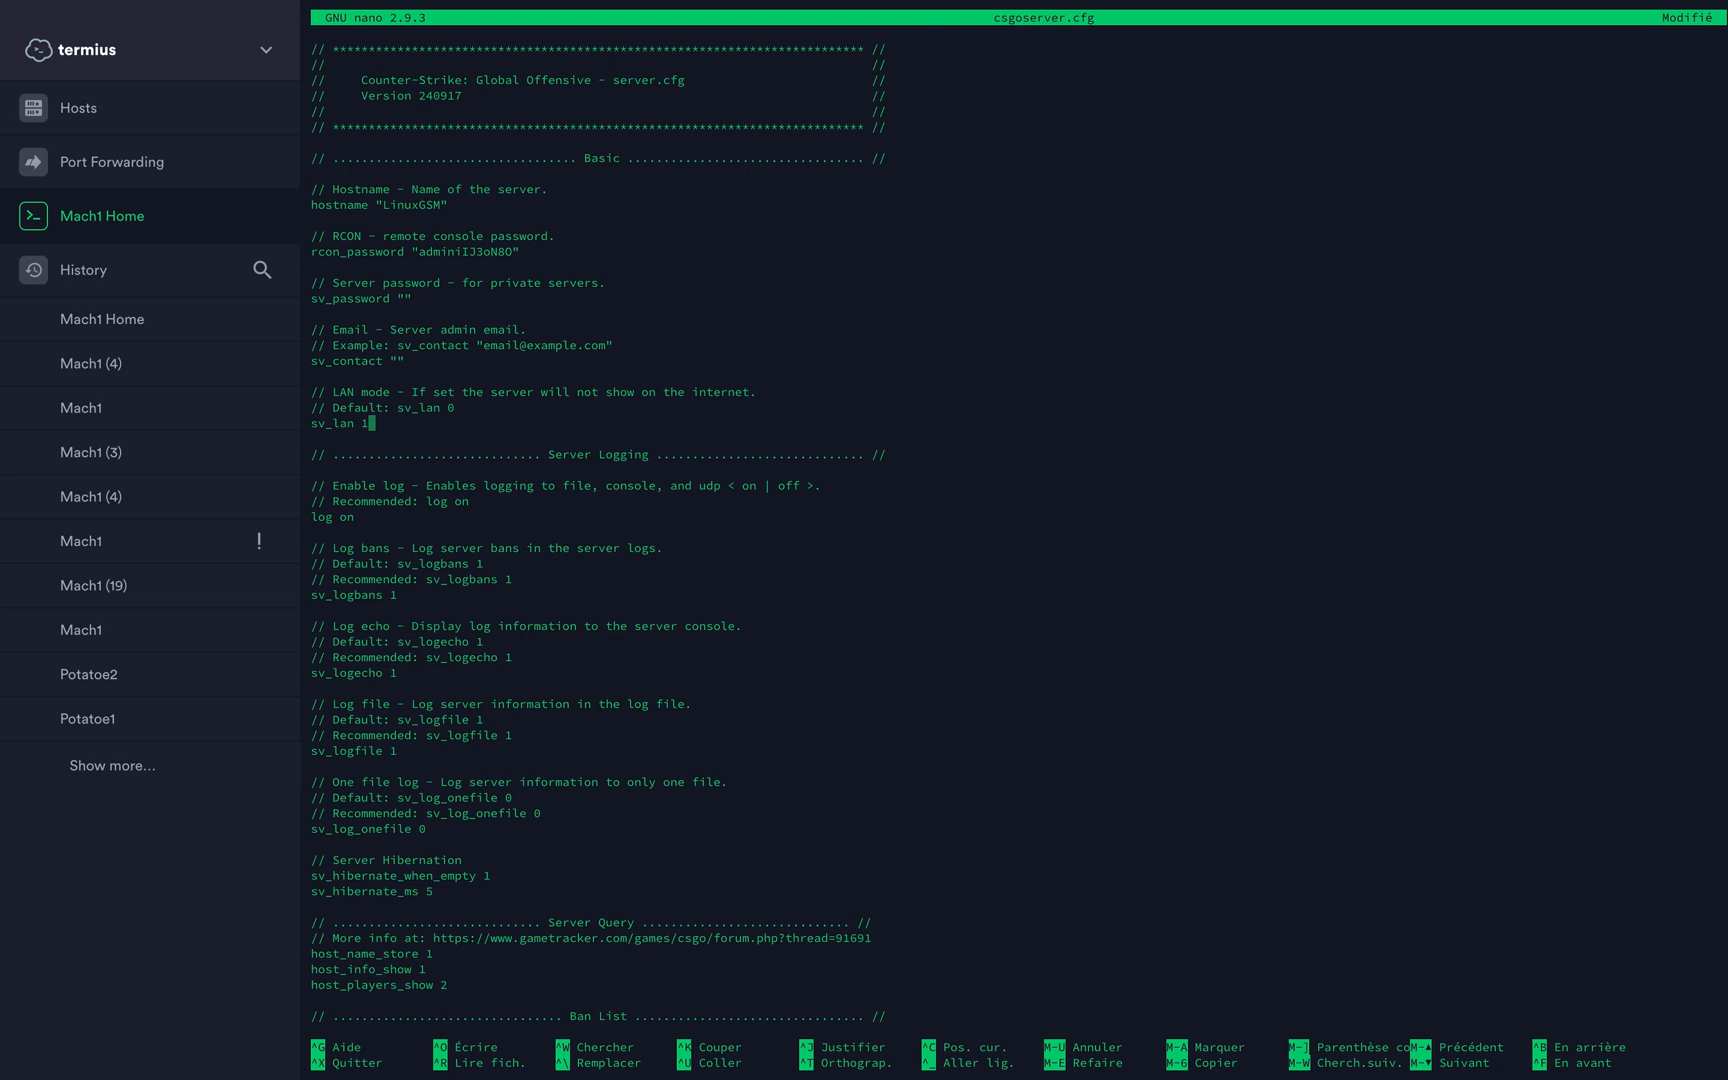 termius
Hosts
Port Forwarding
Mach1 Home
History
Mach1 Home
Mach1 (4)
Mach1
Mach1 (3)
Mach1 (4)
Mach1 !
Mach1 (19)
Mach1
Potatoe2
Potatoe1
Show more...
GNU nano 2.9.3 csgoserver.cfg Modifié
// ************************************************************************** //
// //
// Counter-Strike: Global Offensive - server.cfg //
// Version 240917 //
// //
// ************************************************************************** //
// .................................. Basic ................................. //
// Hostname - Name of the server.
hostname "LinuxGSM"
// RCON - remote console password.
rcon_password "adminiIJ3oN8O"
// Server password - for private servers.
sv_password ""
// Email - Server admin email.
// Example: sv_contact "email@example.com"
sv_contact ""
// LAN mode - If set the server will not show on the internet.
// Default: sv_lan 0
sv_lan 1
// ............................. Server Logging ............................. //
// Enable log - Enables logging to file, console, and udp < on | off >.
// Recommended: log on
log on
// Log bans - Log server bans in the server logs.
// Default: sv_logbans 1
// Recommended: sv_logbans 1
sv_logbans 1
// Log echo - Display log information to the server console.
// Default: sv_logecho 1
// Recommended: sv_logecho 1
sv_logecho 1
// Log file - Log server information in the log file.
// Default: sv_logfile 1
// Recommended: sv_logfile 1
sv_logfile 1
// One file log - Log server information to only one file.
// Default: sv_log_onefile 0
// Recommended: sv_log_onefile 0
sv_log_onefile 0
// Server Hibernation
sv_hibernate_when_empty 1
sv_hibernate_ms 5
// ............................. Server Query ............................. //
// More info at: https://www.gametracker.com/games/csgo/forum.php?thread=91691
host_name_store 1
host_info_show 1
host_players_show 2
// ................................ Ban List ................................ //
^G Aide ^O Écrire ^W Chercher ^K Couper ^J Justifier ^C Pos. cur. M-U Annuler M-A Marquer M-] Parenthèse co M-▲ Précédent ^B En arrière
^X Quitter ^R Lire fich. ^\ Remplacer ^U Coller ^T Orthograp. ^_ Aller lig. M-E Refaire M-6 Copier M-W Cherch.suiv. M-▼ Suivant ^F En avant